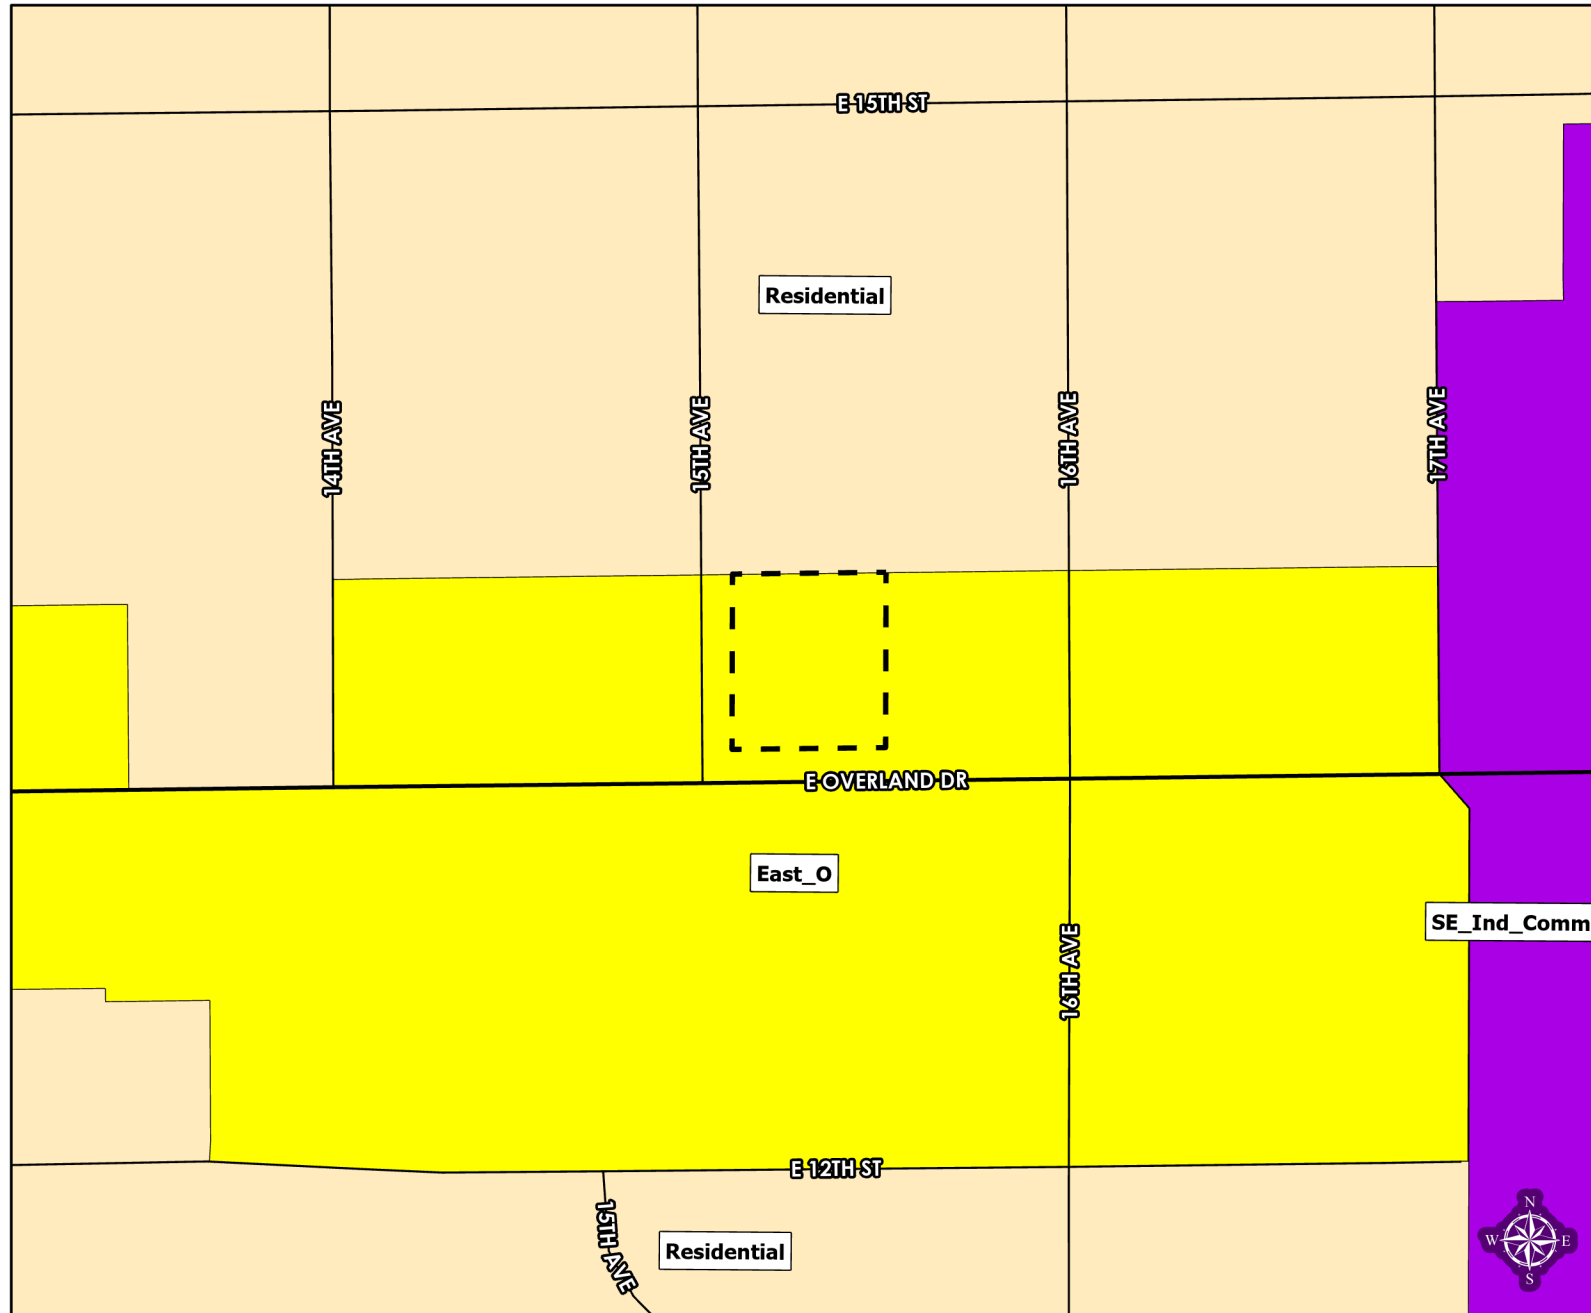 E 15TH ST
Residential
14TH AVE
15TH AVE
16TH AVE
17TH AVE
E OVERLAND DR
East_O
SE_Ind_Comm
16TH AVE
E 12TH ST
15TH AVE
Residential
N
W E
S